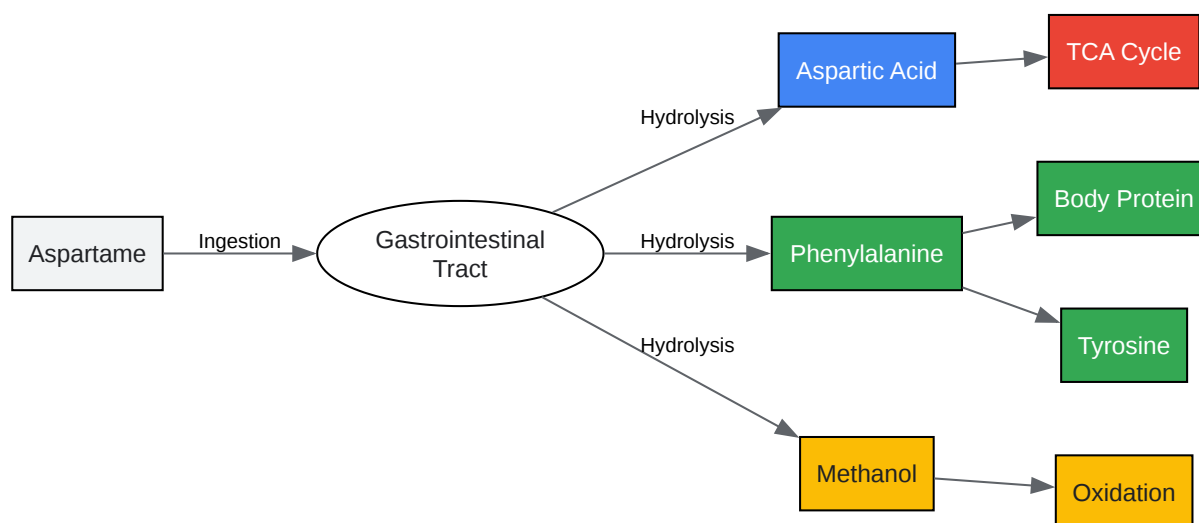 Aspartame
Ingestion
Gastrointestinal
Tract
Hydrolysis
Hydrolysis
Hydrolysis
Aspartic Acid
TCA Cycle
Phenylalanine
Body Protein
Tyrosine
Methanol
Oxidation